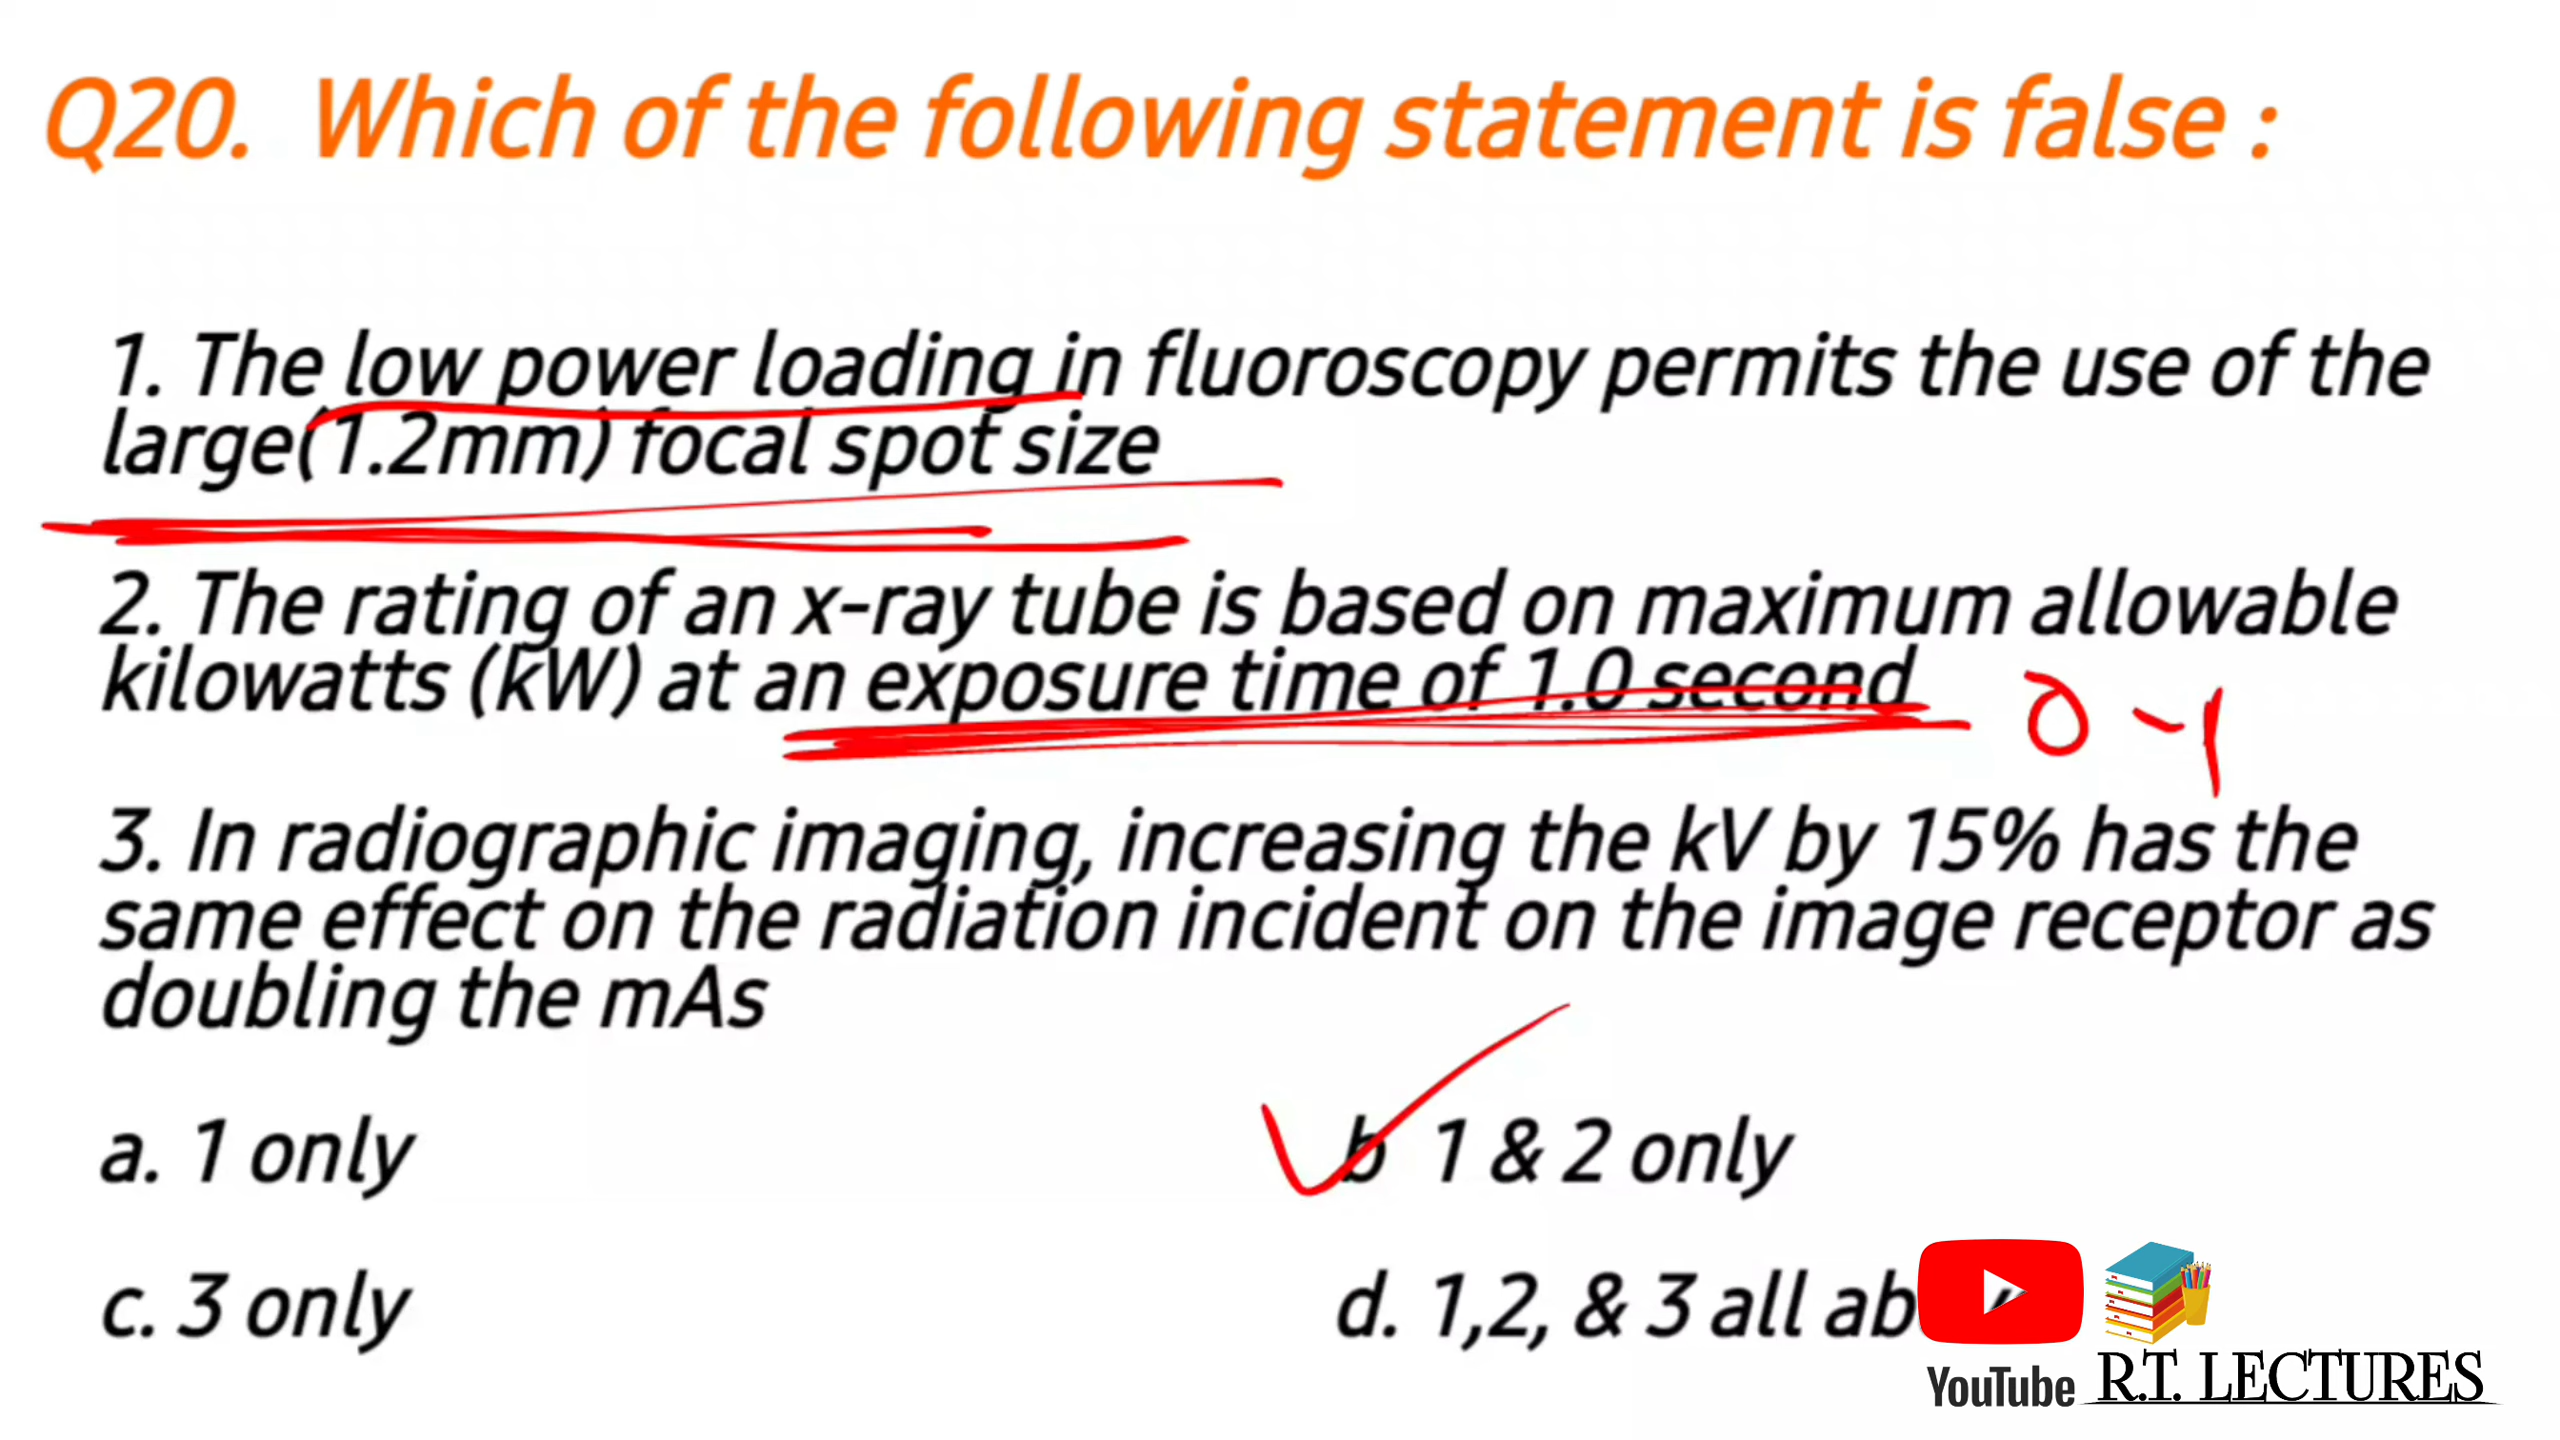 Q20. Which of the following statement is false :
1. The low power loading in fluoroscopy permits the use of the
large(1.2mm) focal spot size
2. The rating of an x-ray tube is based on maximum allowable
kilowatts (kW) at an exposure time of 1.0 second
0-1
3. In radiographic imaging, increasing the kV by 15% has the
same effect on the radiation incident on the image receptor as
doubling the mAs
a. 1 only
b 1 & 2 only
c. 3 only
d. 1,2, & 3 all
YouTube R.T. LECTURES